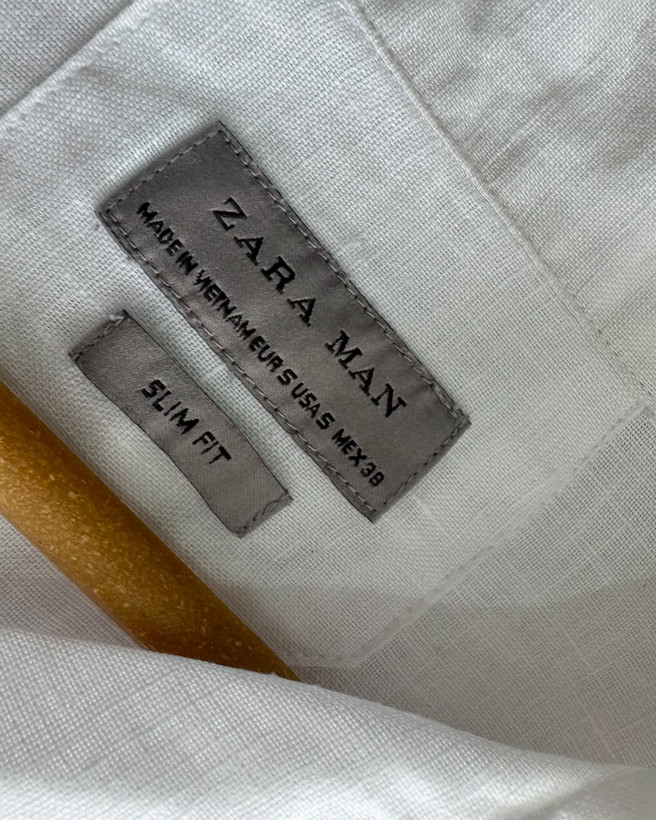 ZARA MAN
MADE IN VIETNAM EUR S USA S MEX 38
SLIM FIT